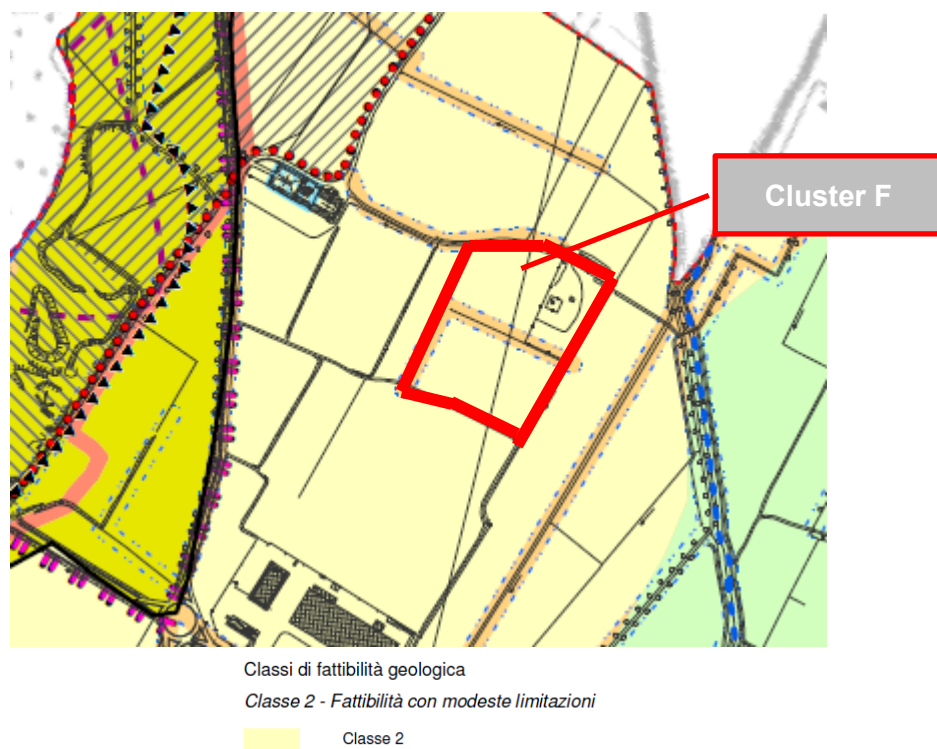 Cluster F
Classi di fattibilità geologica
Classe 2 - Fattibilità con modeste limitazioni
Classe 2